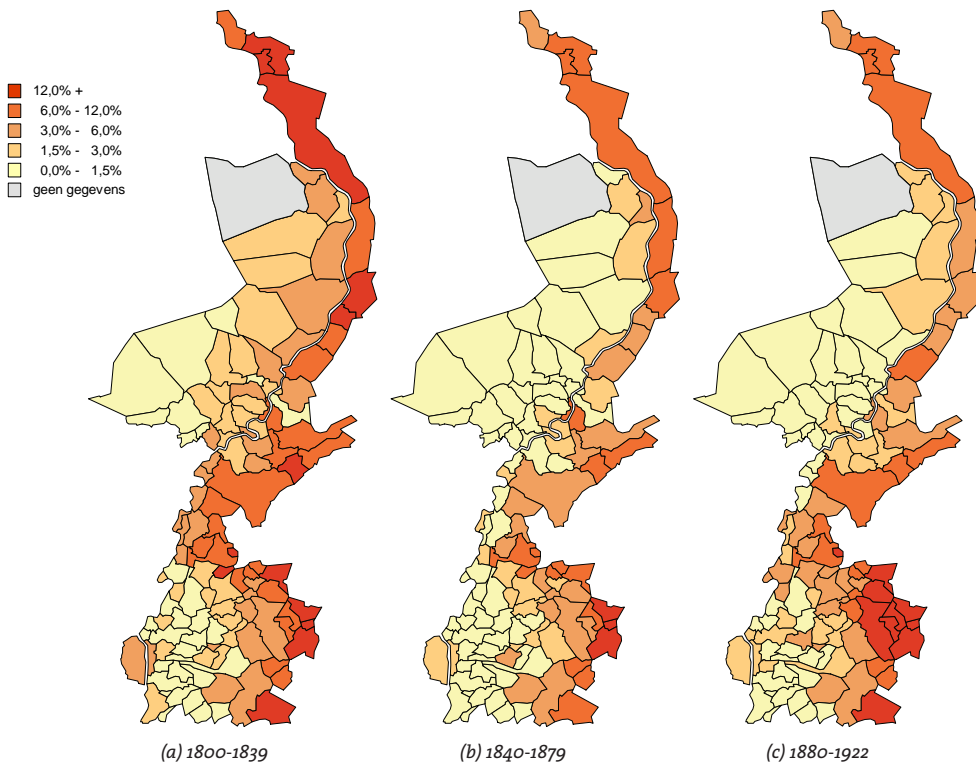 12,0% +
6,0% - 12,0%
3,0% - 6,0%
1,5% - 3,0%
0,0% - 1,5%
geen gegevens
(a) 1800-1839
(b) 1840-1879
(c) 1880-1922